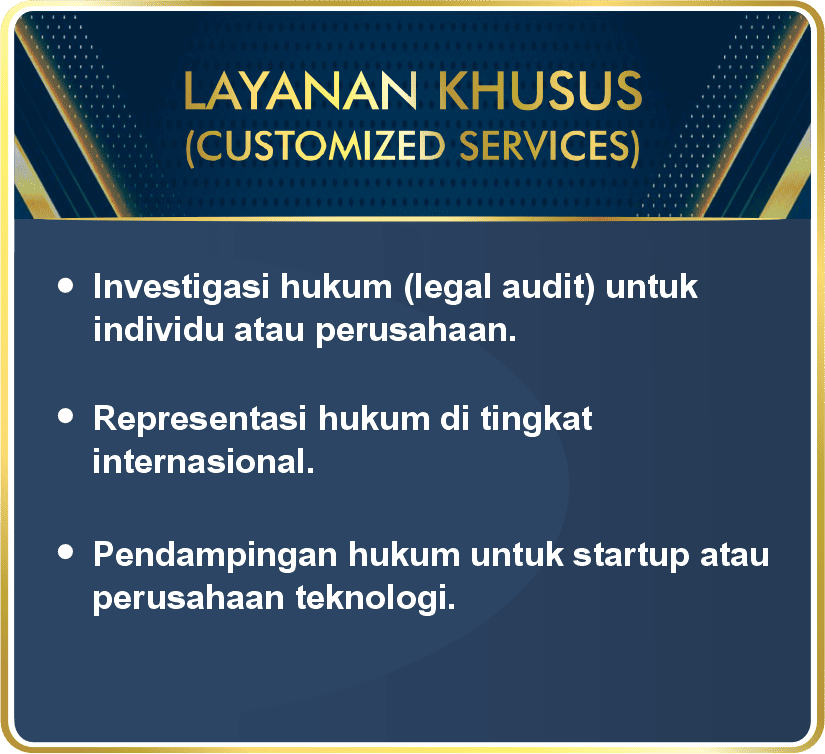 LAYANAN KHUSUS
(CUSTOMIZED SERVICES)
• Investigasi hukum (legal audit) untuk
individu atau perusahaan.
• Representasi hukum di tingkat
internasional.
• Pendampingan hukum untuk startup atau
perusahaan teknologi.